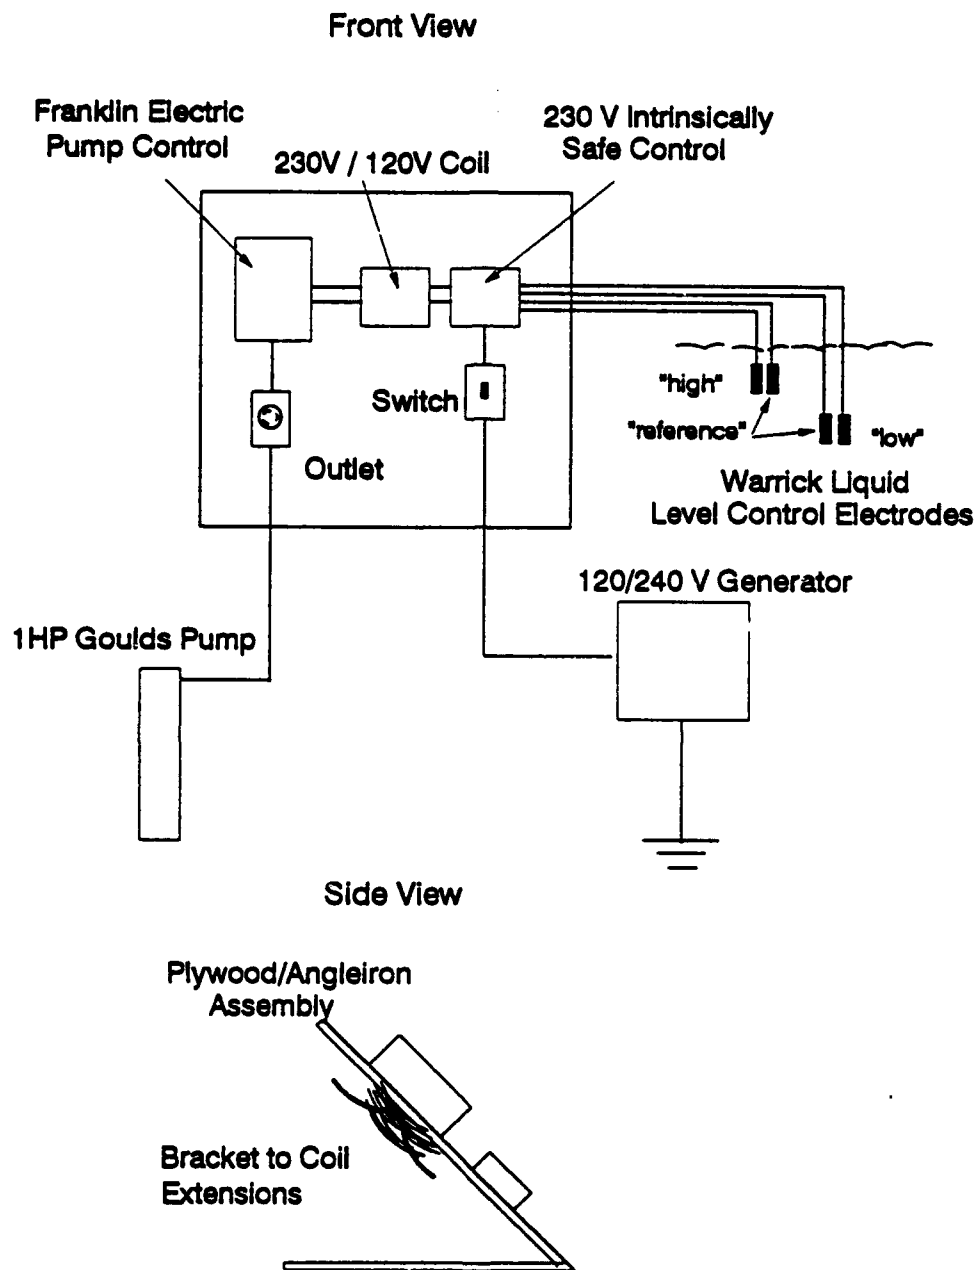 Front View
Franklin Electric
Pump Control
230V / 120V Coil
230 V Intrinsically
Safe Control
"high"
Switch
"reference"
"low"
Outlet
Warrick Liquid
Level Control Electrodes
120/240 V Generator
1HP Goulds Pump
Side View
Plywood/Angleiron
Assembly
Bracket to Coil
Extensions